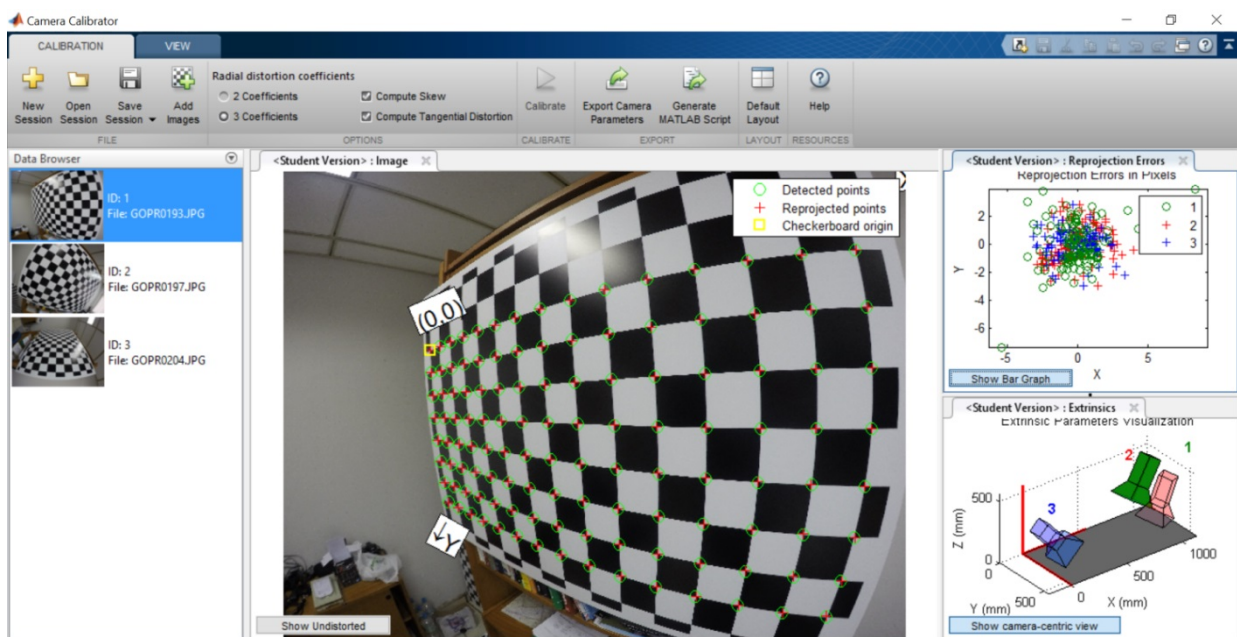 Camera Calibrator
CALIBRATION
VIEW
New Session
Open Session
Save Session
Add Images
Radial distortion coefficients
2 Coefficients
3 Coefficients
Compute Skew
Compute Tangential Distortion
Calibrate
Export Camera Parameters
Generate MATLAB Script
Default Layout
Help
FILE
OPTIONS
CALIBRATE
EXPORT
LAYOUT
RESOURCES
Data Browser
ID: 1
File: GOPR0193.JPG
ID: 2
File: GOPR0197.JPG
ID: 3
File: GOPR0204.JPG
<Student Version> : Image
Detected points
Reprojected points
Checkerboard origin
(0,0)
↓Y
Show Undistorted
<Student Version> : Reprojection Errors
Reprojection Errors in Pixels
1
2
3
2
0
-2
-4
-6
Y
-5
0
5
X
Show Bar Graph
<Student Version> : Extrinsics
Extrinsic Parameters Visualization
1
2
3
500
0
Z (mm)
0
500
Y (mm)
0
500
1000
X (mm)
Show camera-centric view